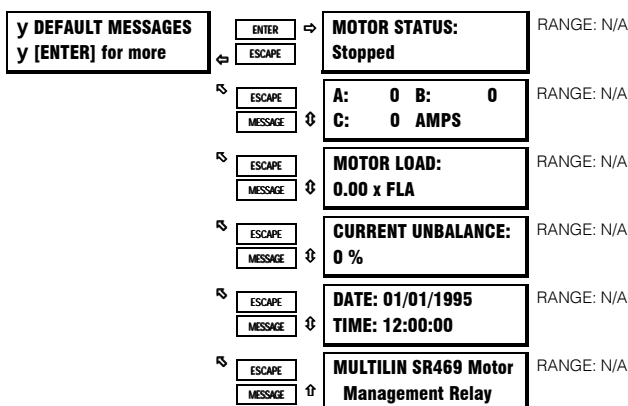 y DEFAULT MESSAGES
y [ENTER] for more
ENTER
ESCAPE
MOTOR STATUS:
Stopped
RANGE: N/A
ESCAPE
MESSAGE
A: 0 B: 0
C: 0 AMPS
RANGE: N/A
ESCAPE
MESSAGE
MOTOR LOAD:
0.00 x FLA
RANGE: N/A
ESCAPE
MESSAGE
CURRENT UNBALANCE:
0 %
RANGE: N/A
ESCAPE
MESSAGE
DATE: 01/01/1995
TIME: 12:00:00
RANGE: N/A
ESCAPE
MESSAGE
MULTILIN SR469 Motor
Management Relay
RANGE: N/A